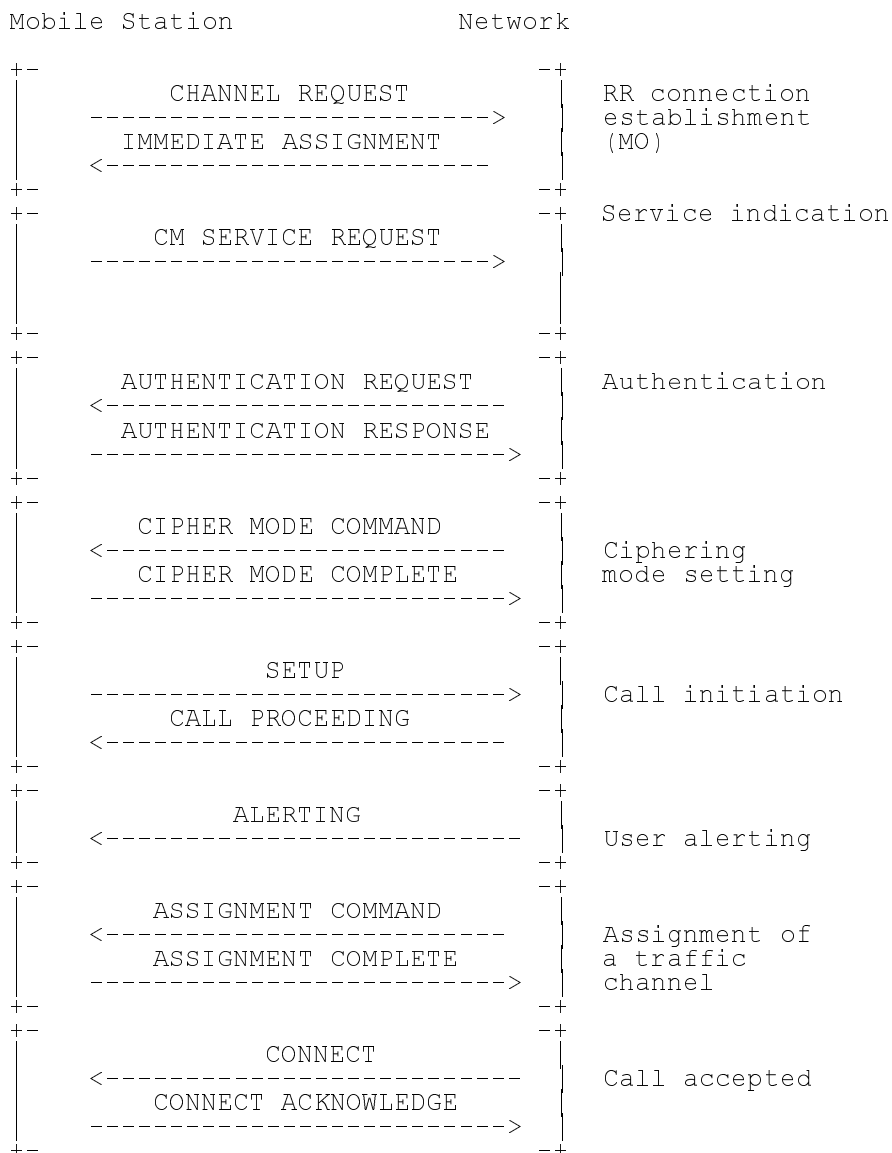 Mobile Station Network
CHANNEL REQUEST RR connection
establishment
IMMEDIATE ASSIGNMENT (MO)
Service indication
CM SERVICE REQUEST
AUTHENTICATION REQUEST Authentication
AUTHENTICATION RESPONSE
CIPHER MODE COMMAND
Ciphering
CIPHER MODE COMPLETE mode setting
SETUP
Call initiation
CALL PROCEEDING
ALERTING
User alerting
ASSIGNMENT COMMAND
Assignment of
ASSIGNMENT COMPLETE a traffic
channel
CONNECT
Call accepted
CONNECT ACKNOWLEDGE